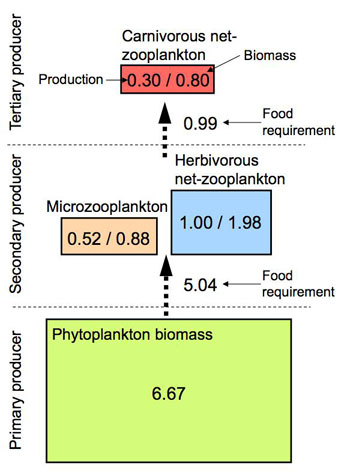 Carnivorous net-
zooplankton
Biomass
Production
0.30 / 0.80
Tertiary producer
0.99
Food
requirement
Herbivorous
net-zooplankton
Microzooplankton
1.00 / 1.98
0.52 / 0.88
Secondary producer
5.04
Food
requirement
Phytoplankton biomass
6.67
Primary producer